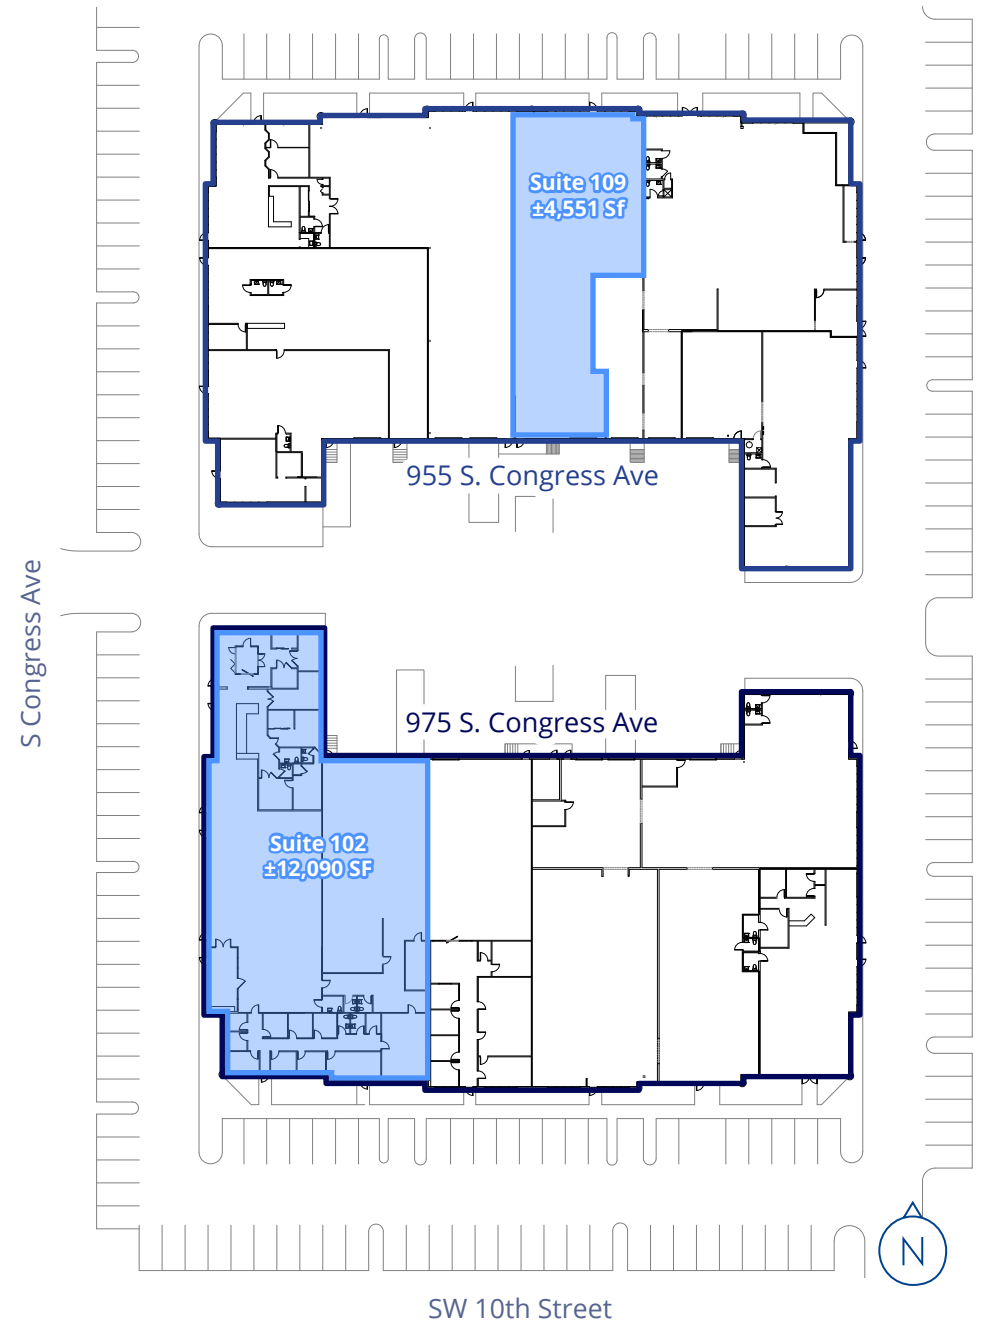 Suite 109
±4,551 Sf
955 S. Congress Ave
S Congress Ave
975 S. Congress Ave
Suite 102
±12,090 SF
N
SW 10th Street